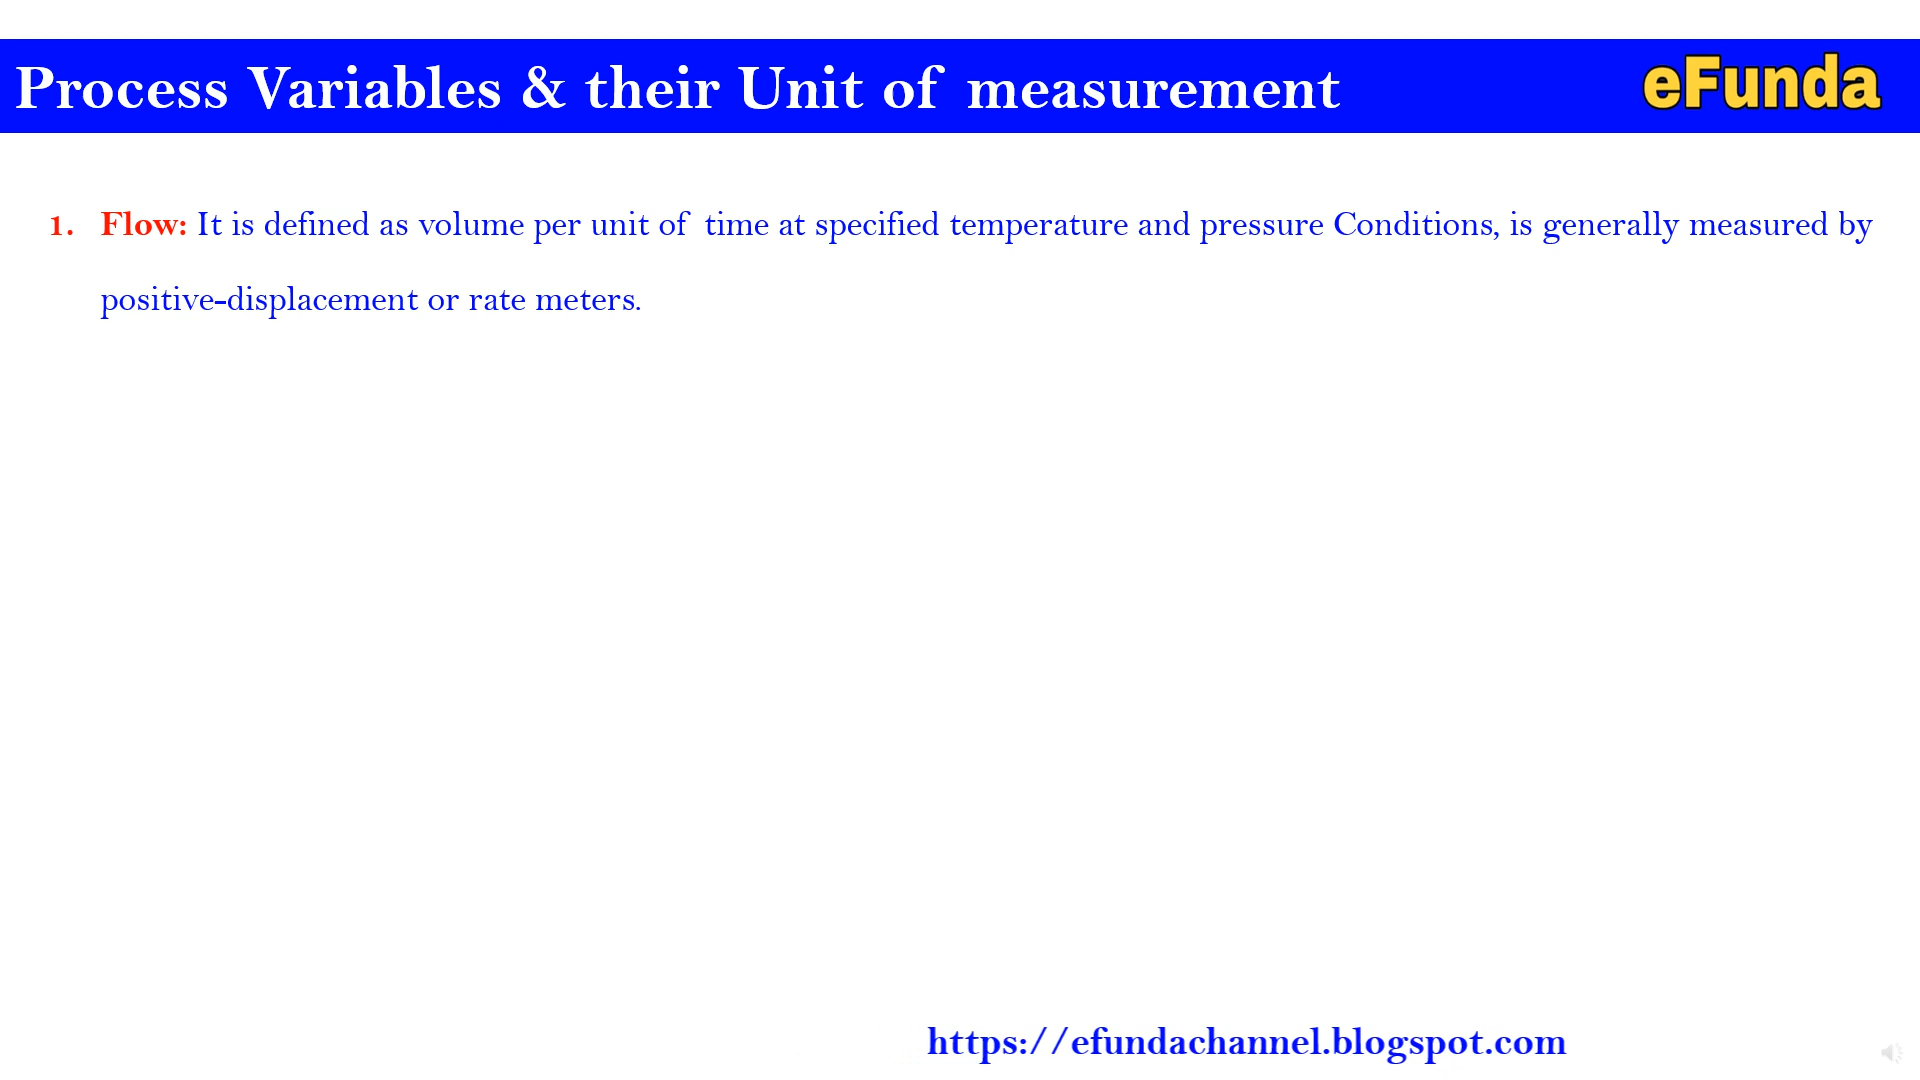 Process Variables & their Unit of measurement
eFunda
1. Flow: It is defined as volume per unit of time at specified temperature and pressure Conditions, is generally measured by
positive-displacement or rate meters.
https://efundachannel.blogspot.com